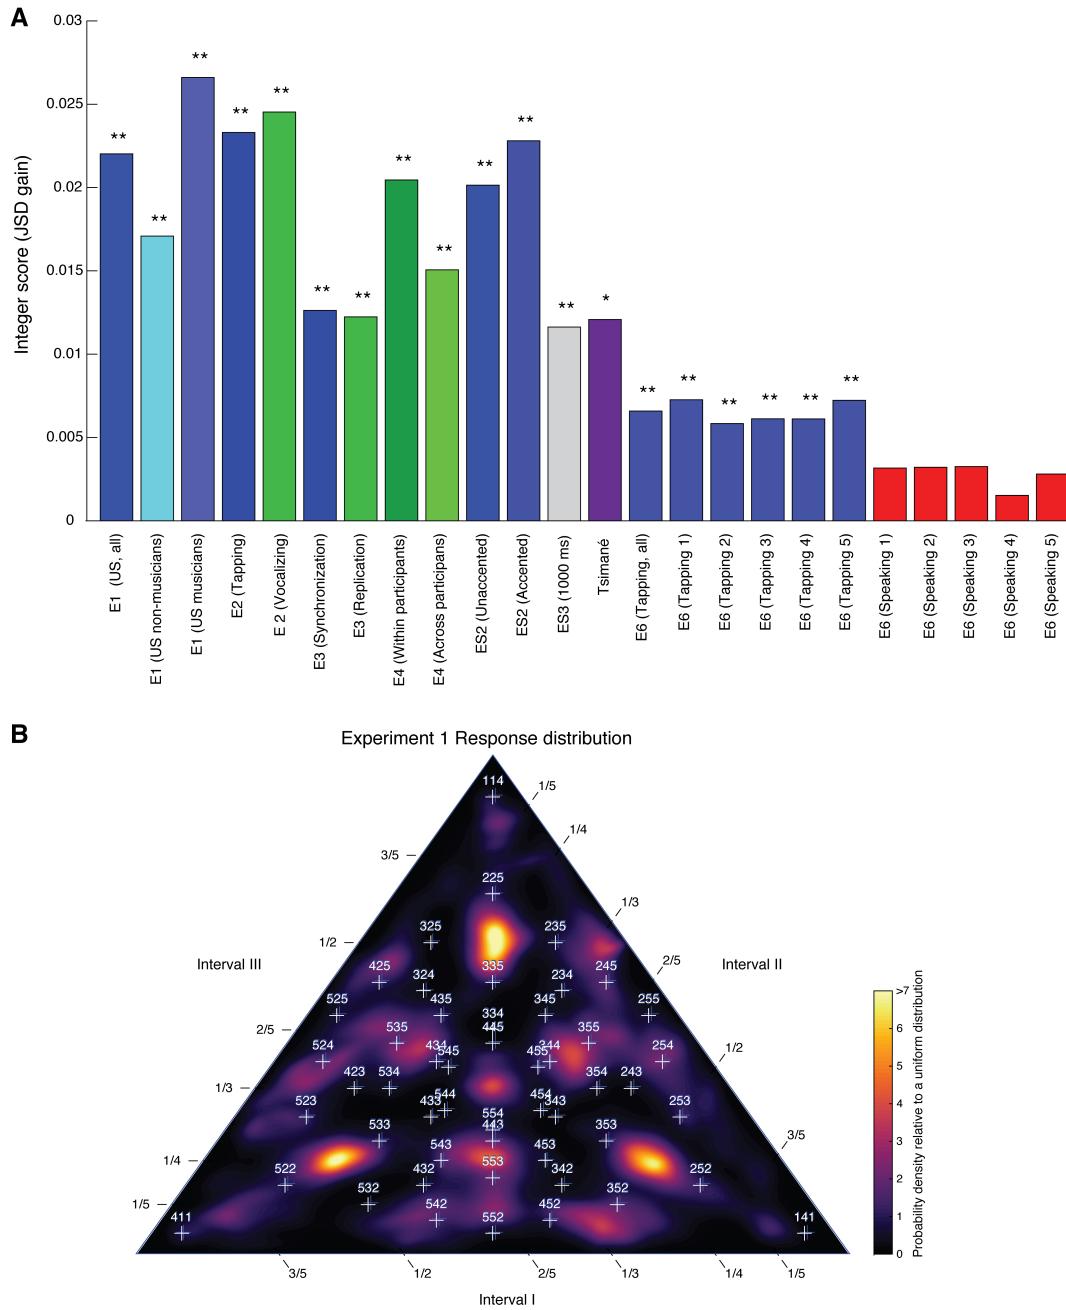 A
0.03
0.025
0.02
0.015
0.01
0.005
0
Integer score (JSD gain)
** ** ** ** ** ** ** ** ** ** ** ** * ** ** ** ** ** **
E1 (US, all)
E1 (US non-musicians)
E1 (US musicians)
E2 (Tapping)
E 2 (Vocalizing)
E3 (Synchronization)
E3 (Replication)
E4 (Within participants)
E4 (Across participans)
ES2 (Unaccented)
ES2 (Accented)
ES3 (1000 ms)
Tsimané
E6 (Tapping, all)
E6 (Tapping 1)
E6 (Tapping 2)
E6 (Tapping 3)
E6 (Tapping 4)
E6 (Tapping 5)
E6 (Speaking 1)
E6 (Speaking 2)
E6 (Speaking 3)
E6 (Speaking 4)
E6 (Speaking 5)
B
Experiment 1 Response distribution
114
1/5
1/4
3/5
225
1/3
325
235
1/2
Interval III
Interval II
425
335
245
2/5
324
234
525
435
345
255
2/5
334
445
535
355
1/2
524
434
545
455
344
254
1/3
423
534
354
243
523
433
544
454
343
253
554
443
533
353
3/5
1/4
543
553
453
522
432
342
252
1/5
532
352
411
542
552
452
141
3/5
1/2
2/5
1/3
1/4
1/5
Interval I
>7
6
5
4
3
2
1
0
Probability density relative to a uniform distribution